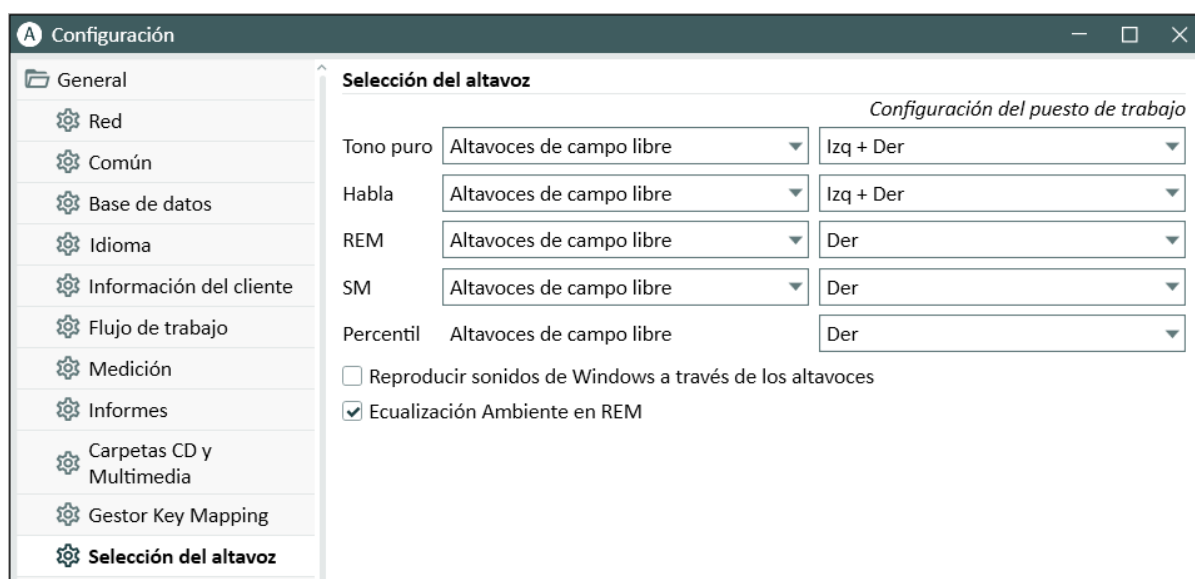 A Configuración
General
Red
Común
Base de datos
Idioma
Información del cliente
Flujo de trabajo
Medición
Informes
Carpetas CD y
Multimedia
Gestor Key Mapping
Selección del altavoz
Selección del altavoz
Configuración del puesto de trabajo
Tono puro Altavoces de campo libre Izq + Der
Habla Altavoces de campo libre Izq + Der
REM Altavoces de campo libre Der
SM Altavoces de campo libre Der
Percentil Altavoces de campo libre Der
Reproducir sonidos de Windows a través de los altavoces
Ecualización Ambiente en REM